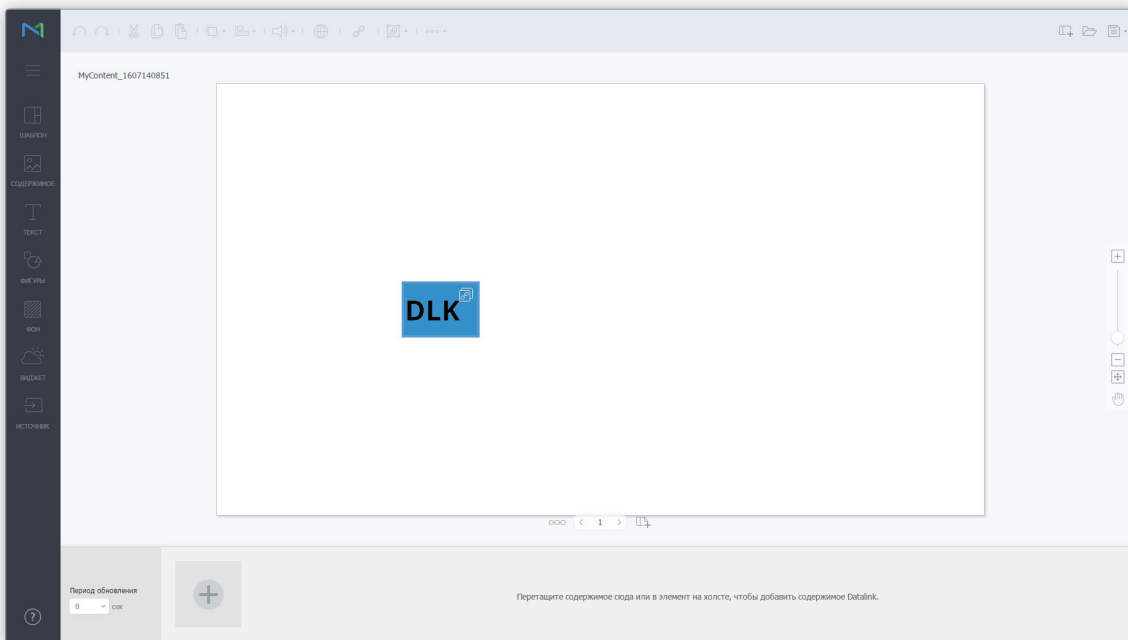 MyContent_1607140851
ШАБЛОН
СОДЕРЖИМОЕ
ТЕКСТ
ФИГУРЫ
ФОН
ВИДЖЕТ
ИСТОЧНИК
DLK
1
Период обновления
0 сек
Перетащите содержимое сюда или в элемент на холсте, чтобы добавить содержимое Datalink.
?